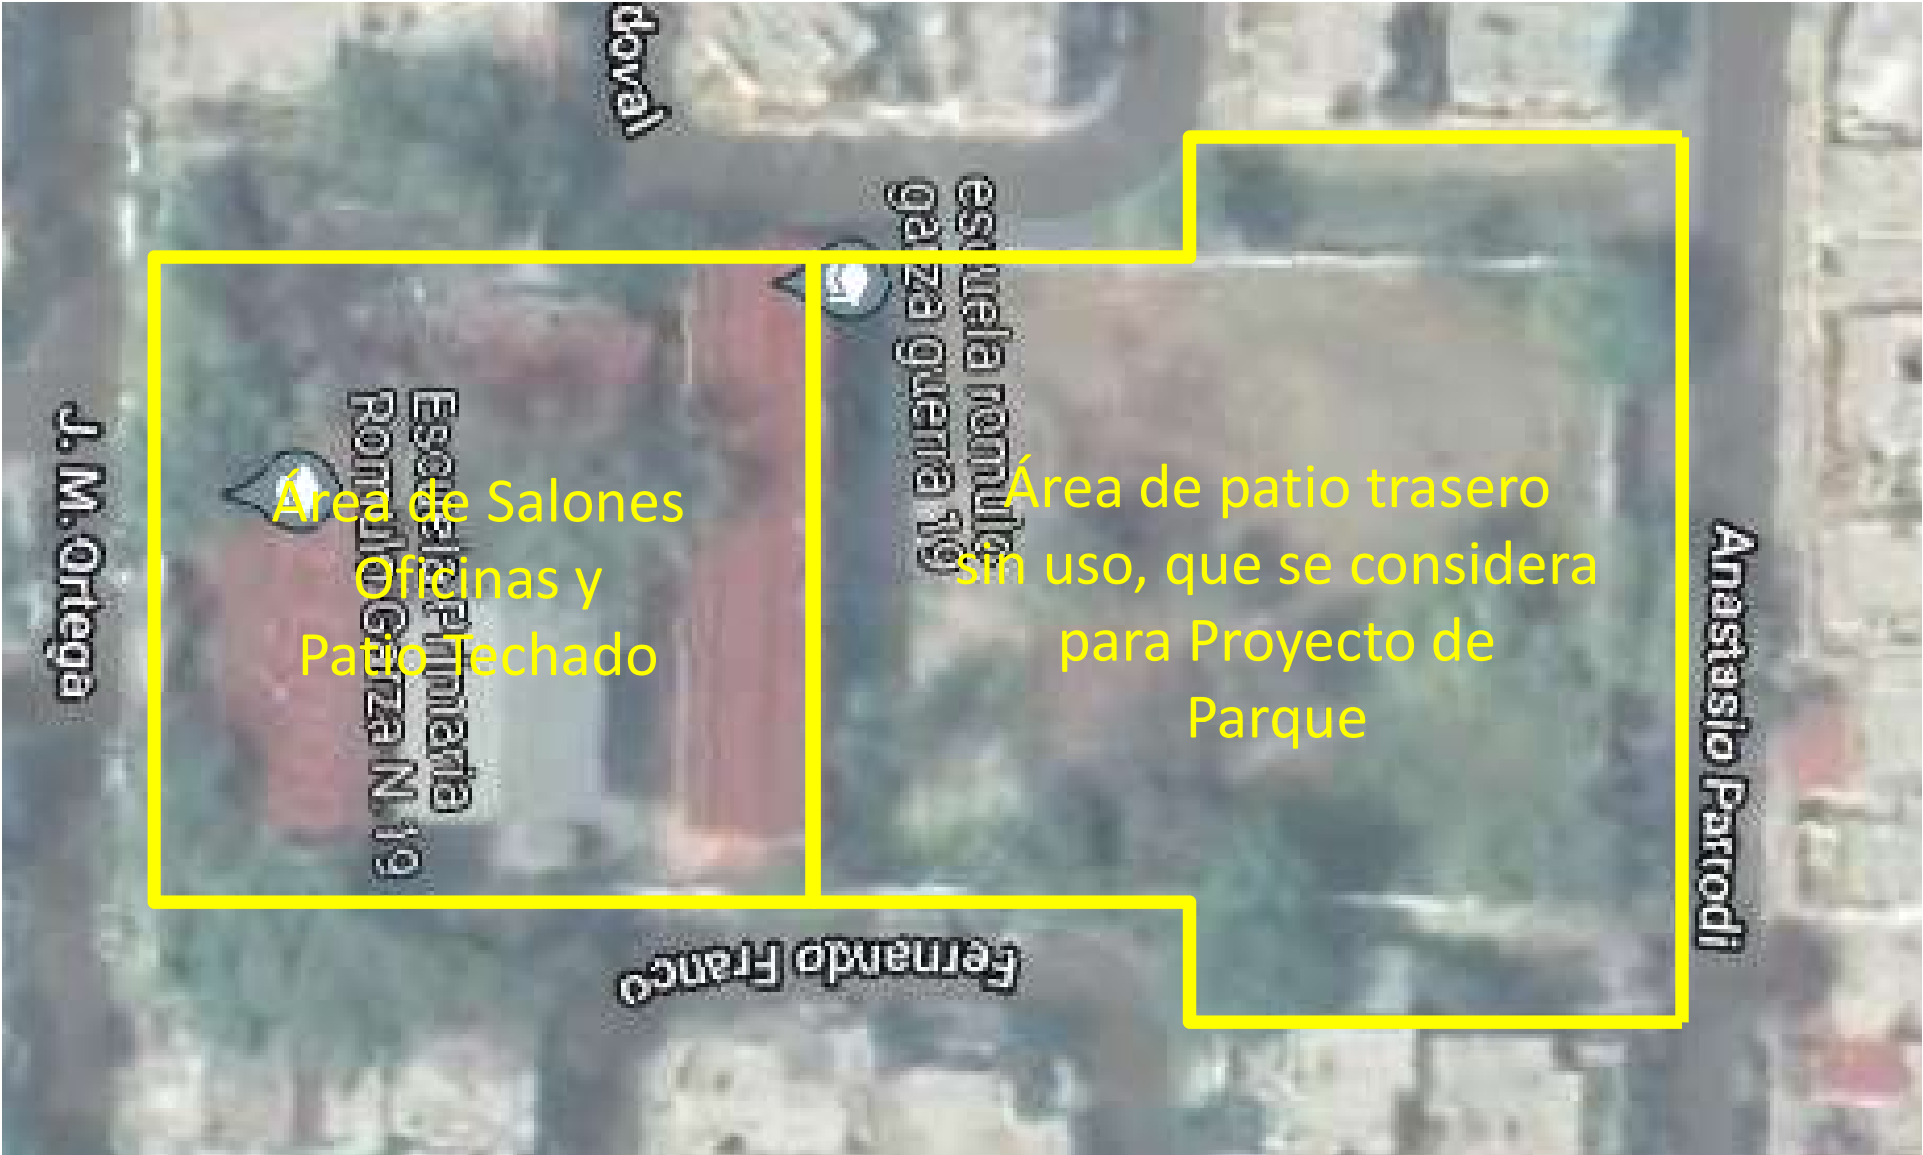 doval
escuela romulo
garza guerra 19
Escuela Primaria
Romulo Garza N. 19
J. M. Ortega
Área de Salones
Oficinas y
Patio Techado
Área de patio trasero
sin uso, que se considera
para Proyecto de
Parque
Anastasio Parrodi
Fernando Franco